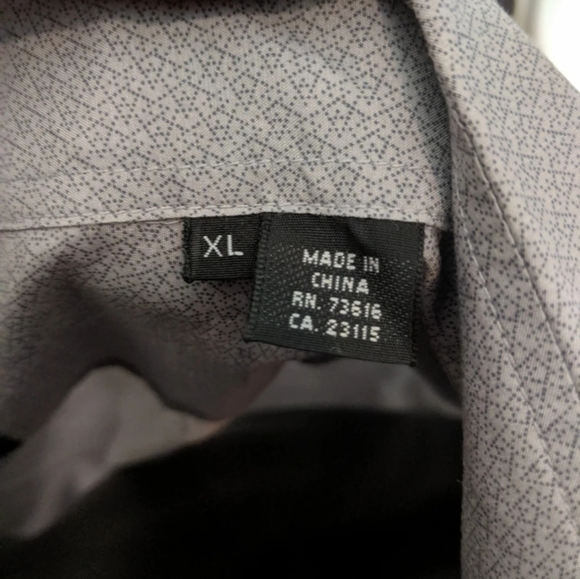 XL
MADE IN
CHINA
RN. 73616
CA. 23115